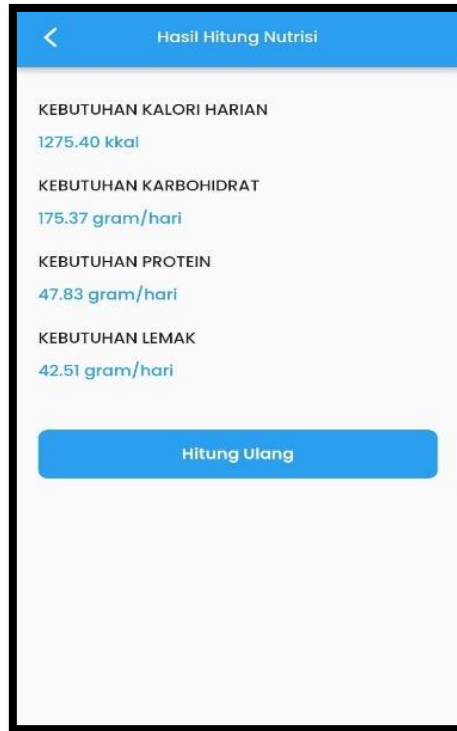 Hasil Hitung Nutrisi
KEBUTUHAN KALORI HARIAN
1275.40 kkal
KEBUTUHAN KARBOHIDRAT
175.37 gram/hari
KEBUTUHAN PROTEIN
47.83 gram/hari
KEBUTUHAN LEMAK
42.51 gram/hari
Hitung Ulang